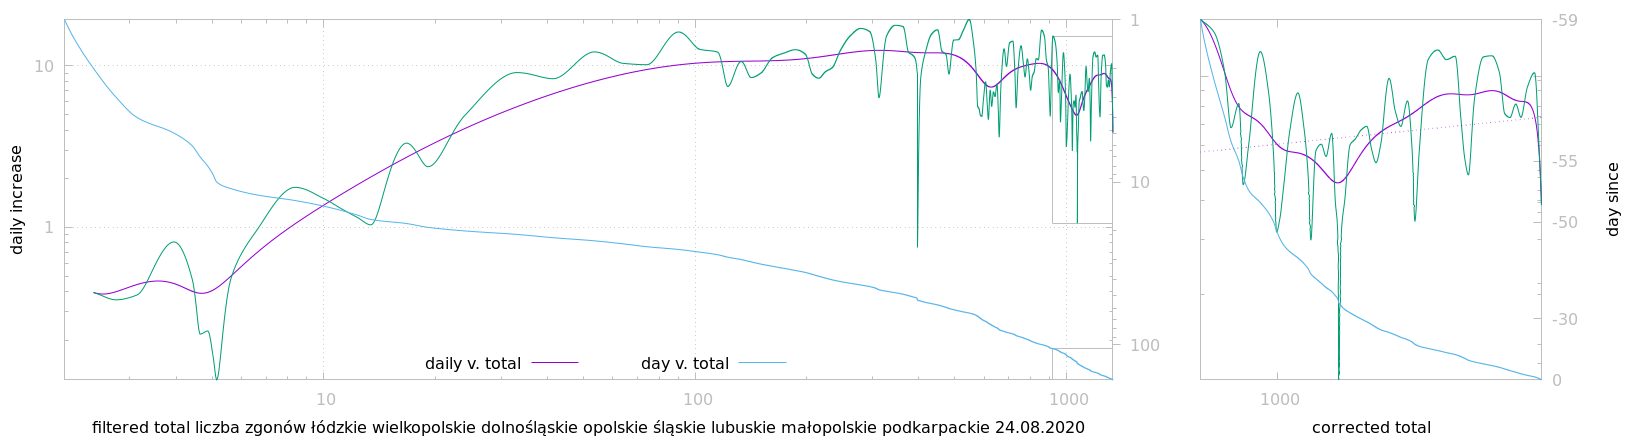 daily increase
10
1
daily v. total
day v. total
10
100
1000
1
10
100
filtered total liczba zgonów łódzkie wielkopolskie dolnośląskie opolskie śląskie lubuskie małopolskie podkarpackie 24.08.2020
1000
-59
-55
-50
-30
0
day since
corrected total